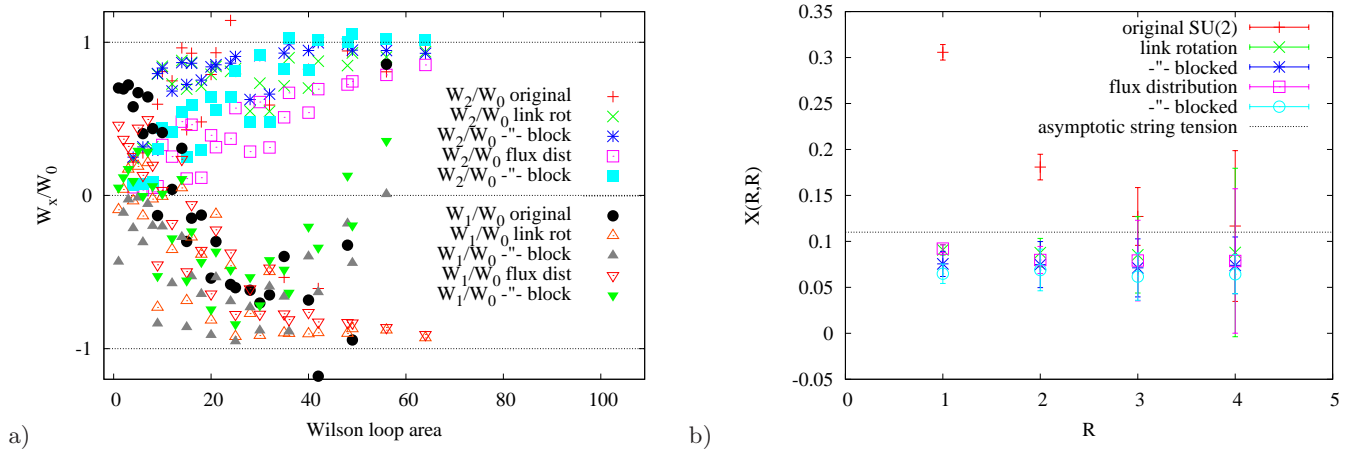 a)
W_x/W_0
1
0
-1
0
20
40
60
80
100
Wilson loop area
W_2/W_0 original
W_2/W_0 link rot
W_2/W_0 -"- block
W_2/W_0 flux dist
W_2/W_0 -"- block
W_1/W_0 original
W_1/W_0 link rot
W_1/W_0 -"- block
W_1/W_0 flux dist
W_1/W_0 -"- block
b)
X(R,R)
0.35
0.3
0.25
0.2
0.15
0.1
0.05
0
-0.05
0
1
2
3
4
5
R
original SU(2)
link rotation
-"- blocked
flux distribution
-"- blocked
asymptotic string tension